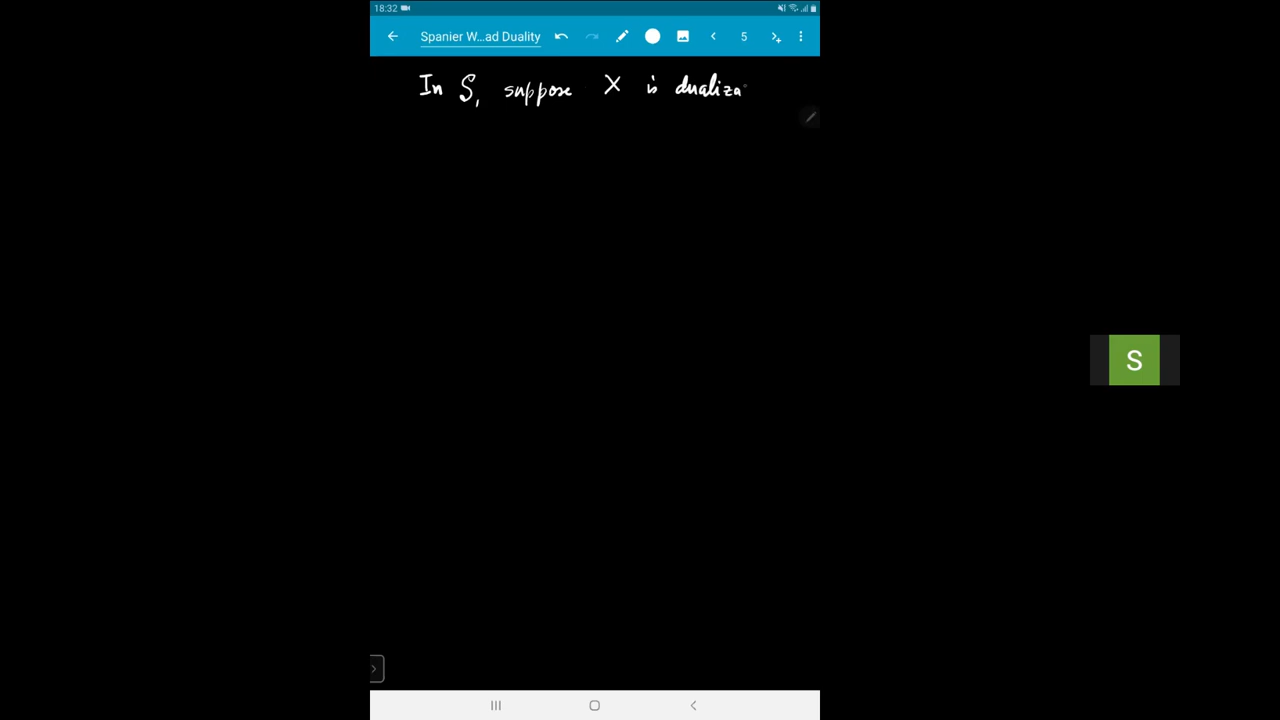 18:32
Spanier W...ad Duality
5
In S, suppose X is dualiza
S